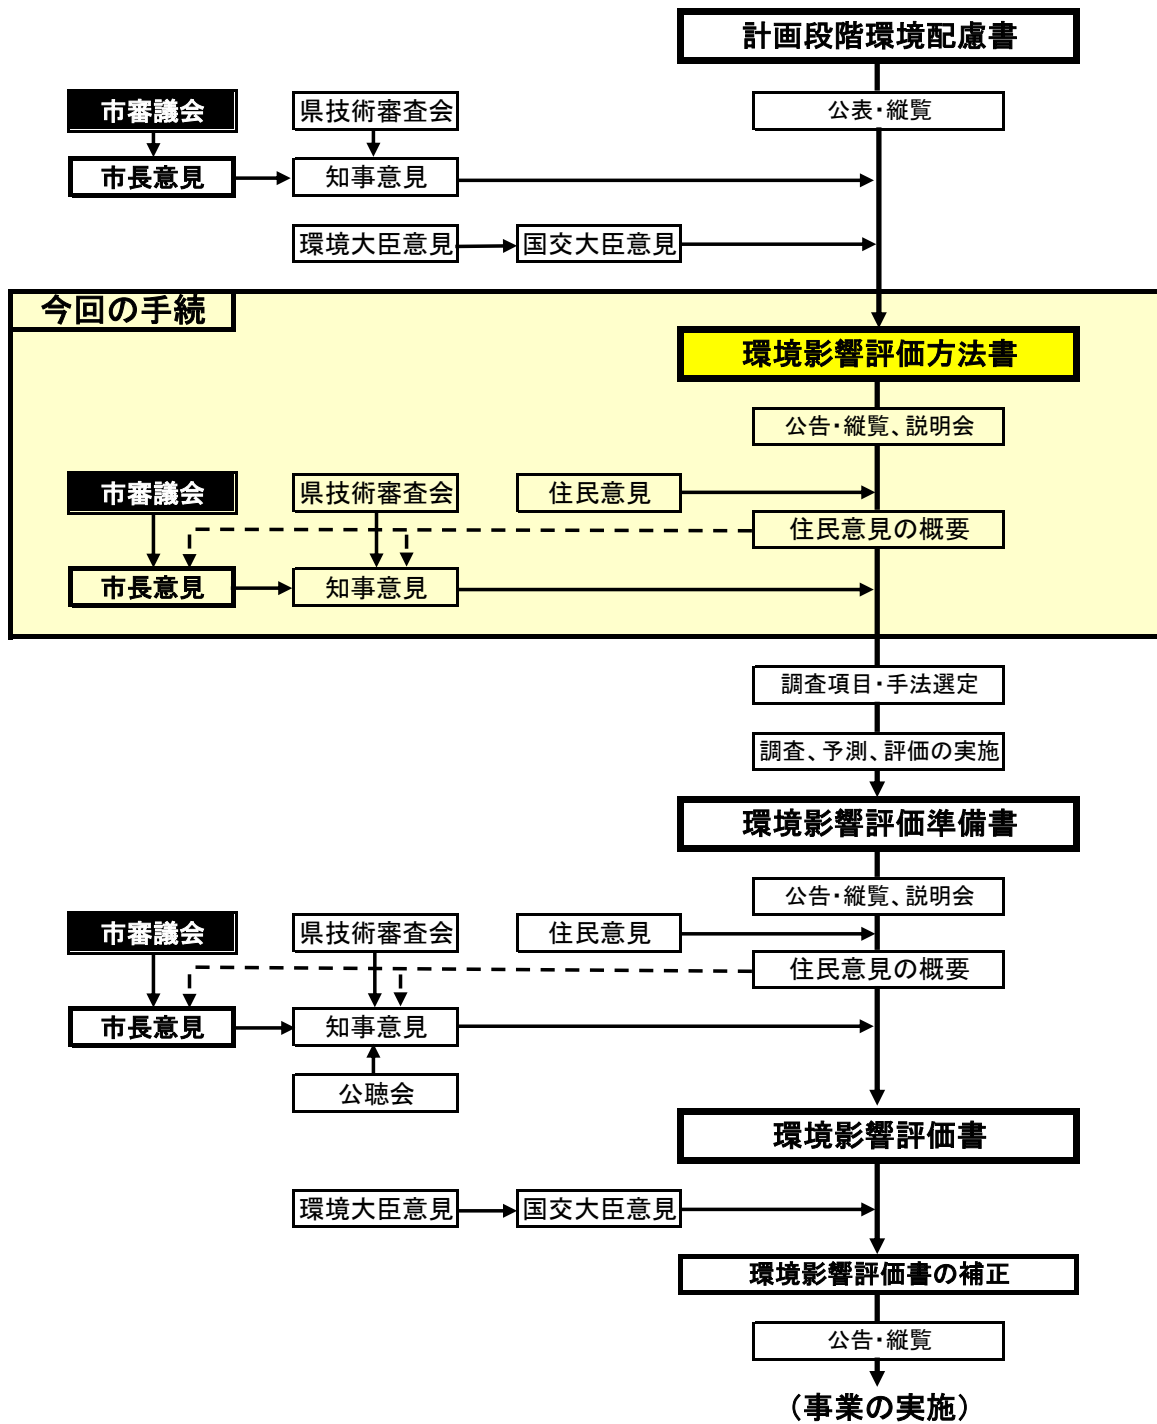 計画段階環境配慮書
公表・縦覧
市審議会
県技術審査会
市長意見
知事意見
環境大臣意見
国交大臣意見
今回の手続
環境影響評価方法書
公告・縦覧、説明会
市審議会
県技術審査会
住民意見
住民意見の概要
市長意見
知事意見
調査項目・手法選定
調査、予測、評価の実施
環境影響評価準備書
公告・縦覧、説明会
市審議会
県技術審査会
住民意見
住民意見の概要
市長意見
知事意見
公聴会
環境影響評価書
環境大臣意見
国交大臣意見
環境影響評価書の補正
公告・縦覧
（事業の実施）